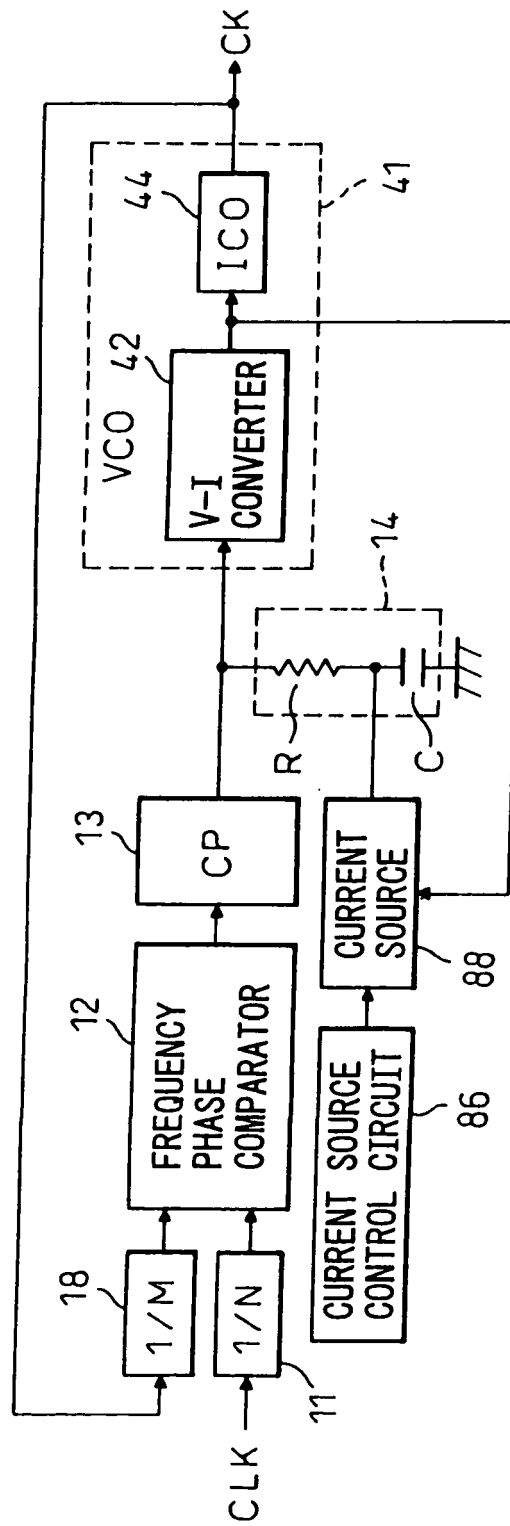 CLK
1/N
11
1/M
18
FREQUENCY
PHASE
COMPARATOR
12
CP
13
VCO
V-I
CONVERTER
42
ICO
44
41
CK
14
R
C
CURRENT
SOURCE
88
CURRENT SOURCE
CONTROL CIRCUIT
86